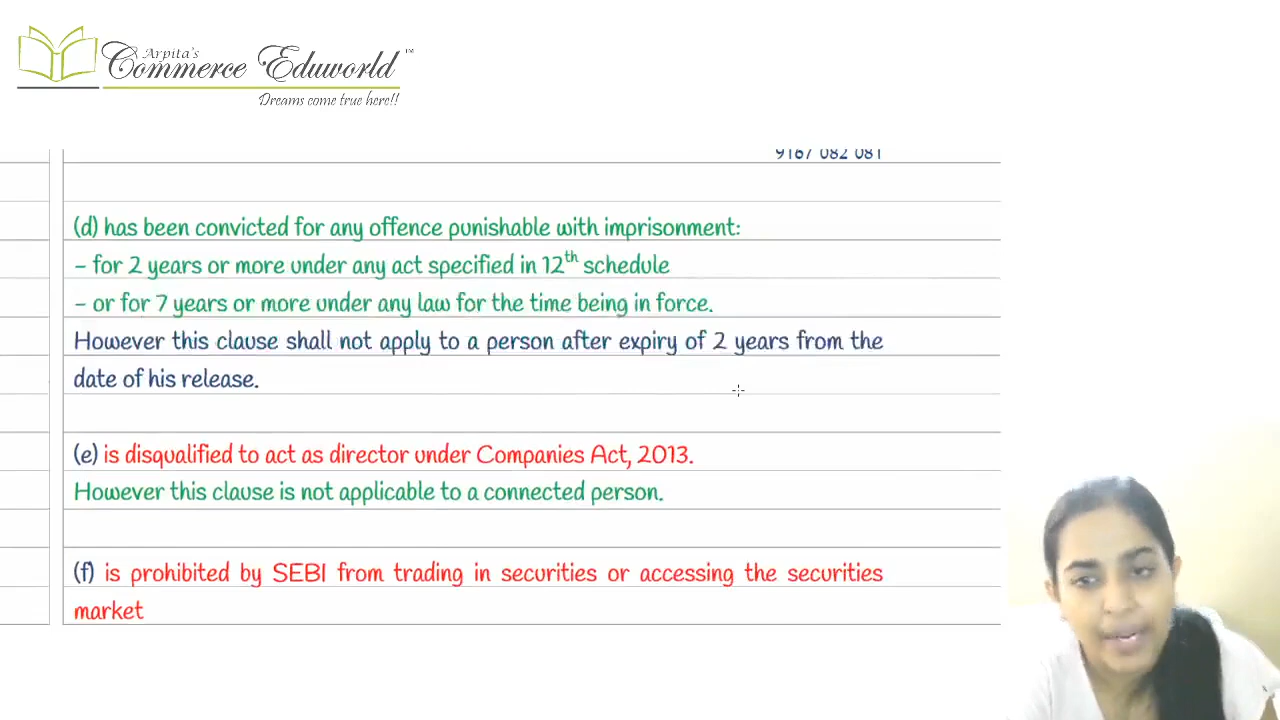 Arpita's
Commerce Eduworld™
Dreams come true here!!
9167 082 081
(d) has been convicted for any offence punishable with imprisonment:
- for 2 years or more under any act specified in 12th schedule
- or for 7 years or more under any law for the time being in force.
However this clause shall not apply to a person after expiry of 2 years from the
date of his release.
(e) is disqualified to act as director under Companies Act, 2013.
However this clause is not applicable to a connected person.
(f) is prohibited by SEBI from trading in securities or accessing the securities
market